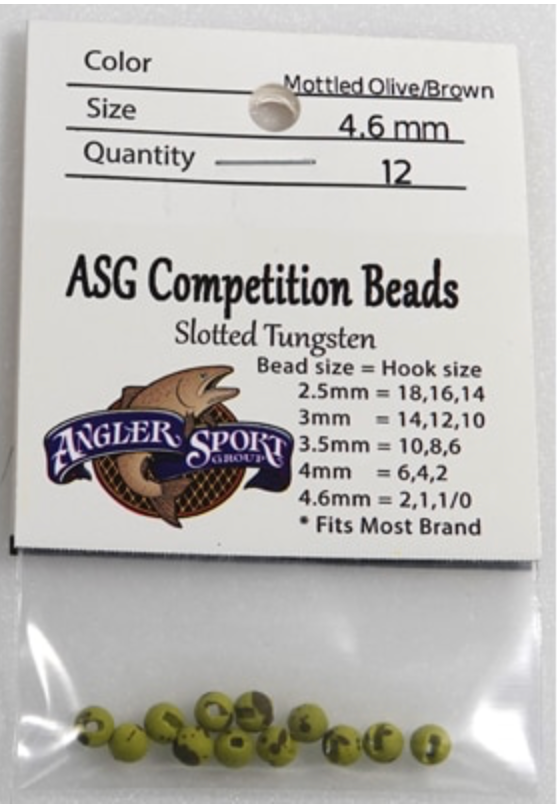 Color Mottled Olive/Brown
Size 4.6 mm
Quantity 12
ASG Competition Beads
Slotted Tungsten
Bead size = Hook size
2.5mm = 18,16,14
3mm = 14,12,10
3.5mm = 10,8,6
4mm = 6,4,2
4.6mm = 2,1,1/0
* Fits Most Brand
ANGLER SPORT
GROUP